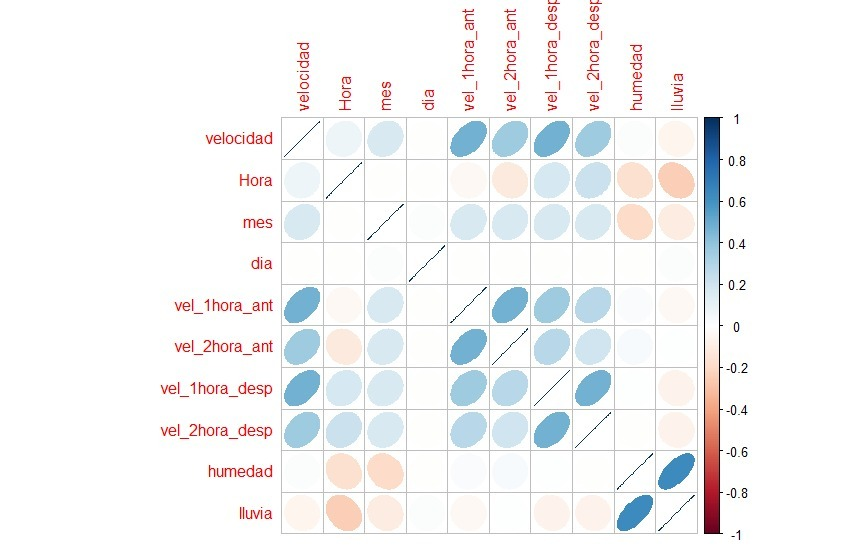 velocidad
Hora
mes
dia
vel_1hora_ant
vel_2hora_ant
vel_1hora_desp
vel_2hora_desp
humedad
lluvia
velocidad
Hora
mes
dia
vel_1hora_ant
vel_2hora_ant
vel_1hora_desp
vel_2hora_desp
humedad
lluvia
1
0.8
0.6
0.4
0.2
0
-0.2
-0.4
-0.6
-0.8
-1